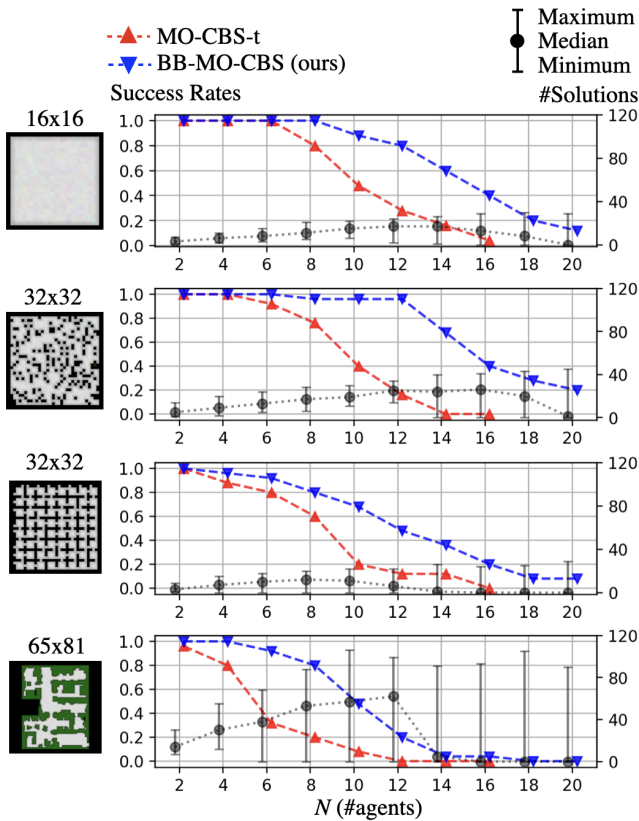 MO-CBS-t
BB-MO-CBS (ours)
Maximum
Median
Minimum
Success Rates
#Solutions
16x16
1.0
0.8
0.6
0.4
0.2
0.0
120
80
40
0
2 4 6 8 10 12 14 16 18 20
32x32
1.0
0.8
0.6
0.4
0.2
0.0
120
80
40
0
2 4 6 8 10 12 14 16 18 20
32x32
1.0
0.8
0.6
0.4
0.2
0.0
120
80
40
0
2 4 6 8 10 12 14 16 18 20
65x81
1.0
0.8
0.6
0.4
0.2
0.0
120
80
40
0
2 4 6 8 10 12 14 16 18 20
N (#agents)